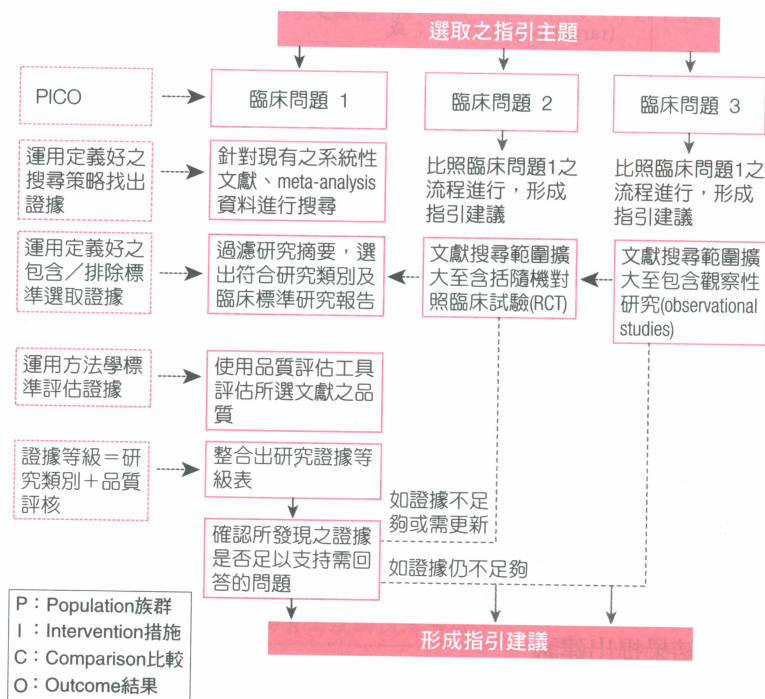 選取之指引主題
PICO
臨床問題 1
臨床問題 2
臨床問題 3
運用定義好之
搜尋策略找出
證據
針對現有之系統性
文獻、meta-analysis
資料進行搜尋
比照臨床問題1之
流程進行，形成
指引建議
比照臨床問題1之
流程進行，形成
指引建議
運用定義好之
包含／排除標
準選取證據
過濾研究摘要，選
出符合研究類別及
臨床標準研究報告
文獻搜尋範圍擴
大至含括隨機對
照臨床試驗(RCT)
文獻搜尋範圍擴
大至包含觀察性
研究(observational
studies)
運用方法學標
準評估證據
使用品質評估工具
評估所選文獻之品
質
證據等級＝研
究類別＋品質
評核
整合出研究證據等
級表
如證據不足
夠或需更新
確認所發現之證據
是否足以支持需回
答的問題
如證據仍不足夠
形成指引建議
P：Population族群
I：Intervention措施
C：Comparison比較
O：Outcome結果